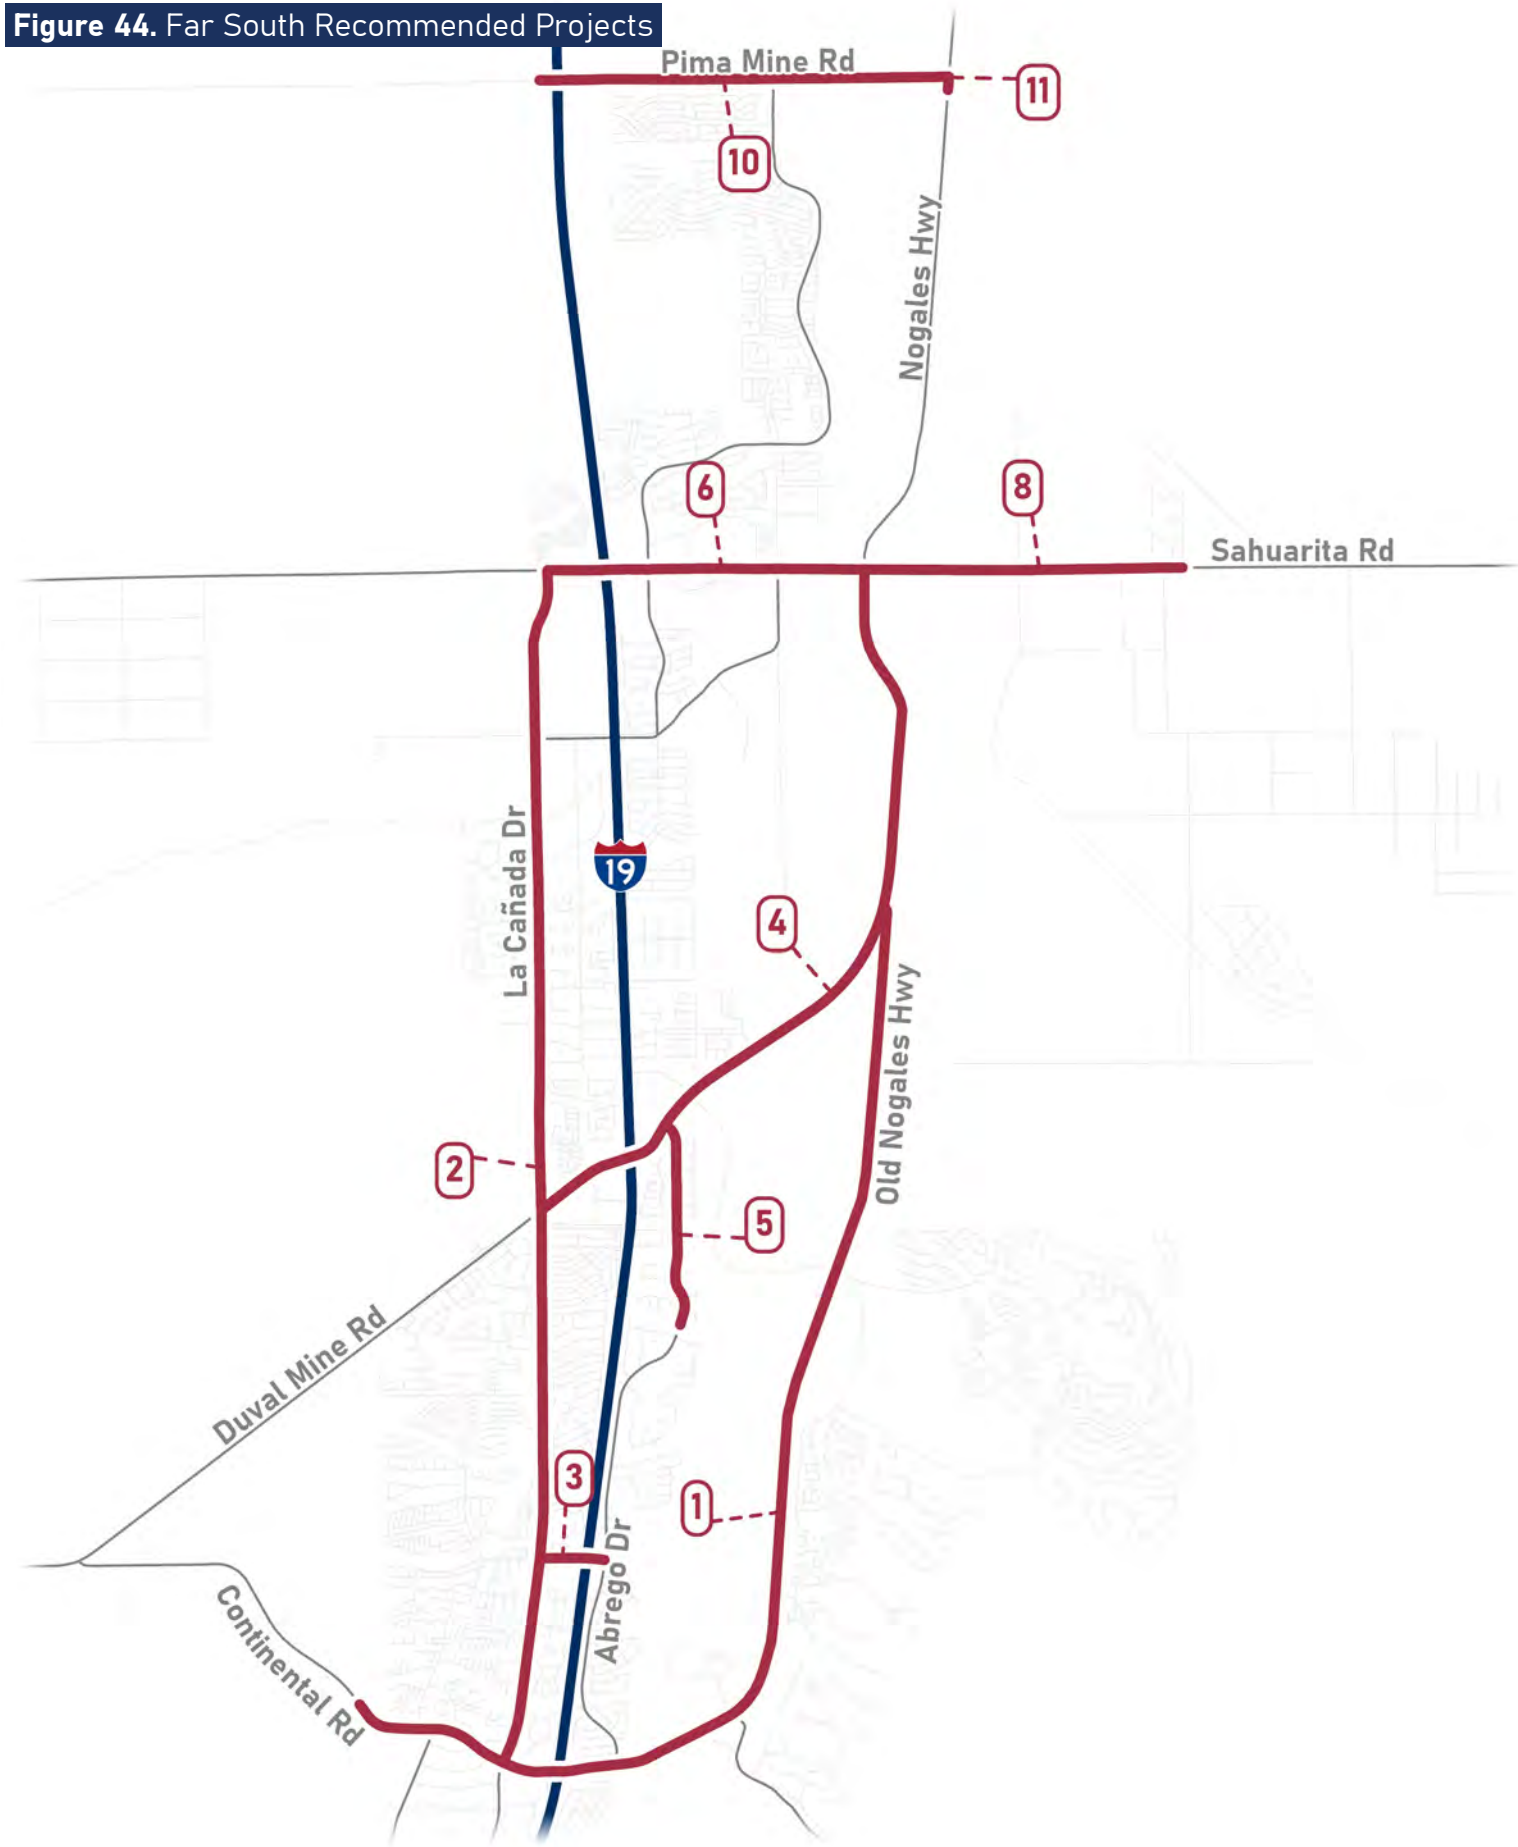 Figure 44. Far South Recommended Projects
Pima Mine Rd
11
10
Nogales Hwy
6
8
Sahuarita Rd
La Cañada Dr
19
4
Old Nogales Hwy
2
5
Duval Mine Rd
3
1
Abrego Dr
Continental Rd